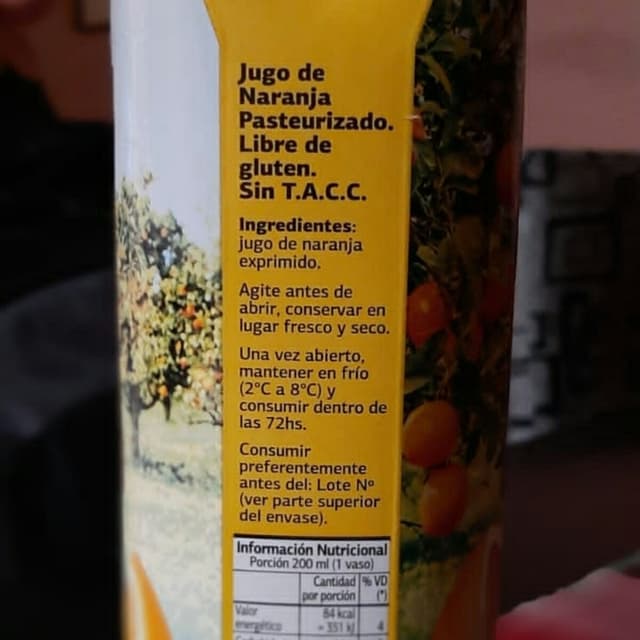 Jugo de
Naranja
Pasteurizado.
Libre de
gluten.
Sin T.A.C.C.
Ingredientes:
jugo de naranja
exprimido.
Agite antes de
abrir, conservar en
lugar fresco y seco.
Una vez abierto,
mantener en frío
(2°C a 8°C) y
consumir dentro de
las 72hs.
Consumir
preferentemente
antes del: Lote Nº
(ver parte superior
del envase).
Información Nutricional
Porción 200 ml (1 vaso)
Cantidad % VD
por porción (*)
Valor 84 kcal
energético = 351 kJ 4